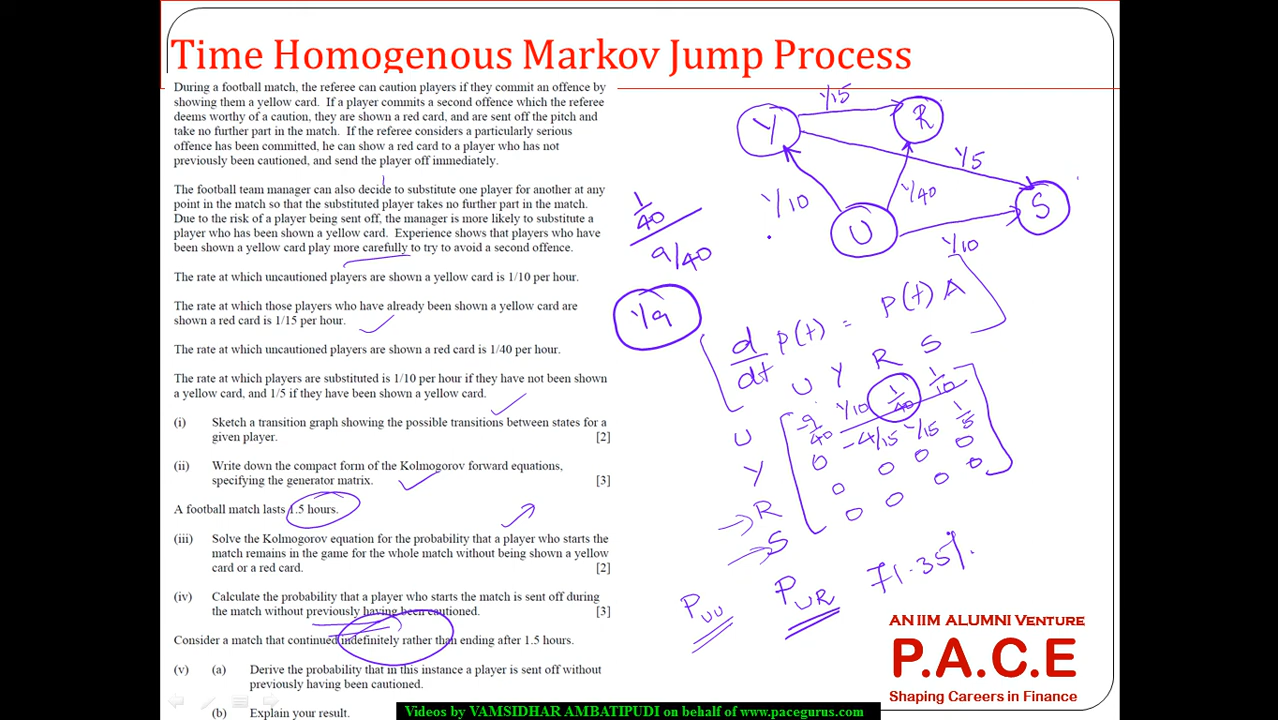 Time Homogenous Markov Jump Process
During a football match, the referee can caution players if they commit an offence by
showing them a yellow card. If a player commits a second offence which the referee
deems worthy of a caution, they are shown a red card, and are sent off the pitch and
take no further part in the match. If the referee considers a particularly serious
offence has been committed, he can show a red card to a player who has not
previously been cautioned, and send the player off immediately.
The football team manager can also decide to substitute one player for another at any
point in the match so that the substituted player takes no further part in the match.
Due to the risk of a player being sent off, the manager is more likely to substitute a
player who has been shown a yellow card. Experience shows that players who have
been shown a yellow card play more carefully to try to avoid a second offence.
The rate at which uncautioned players are shown a yellow card is 1/10 per hour.
The rate at which those players who have already been shown a yellow card are
shown a red card is 1/15 per hour.
The rate at which uncautioned players are shown a red card is 1/40 per hour.
The rate at which players are substituted is 1/10 per hour if they have not been shown
a yellow card, and 1/5 if they have been shown a yellow card.
(i) Sketch a transition graph showing the possible transitions between states for a
given player. [2]
(ii) Write down the compact form of the Kolmogorov forward equations,
specifying the generator matrix. [3]
A football match lasts 1.5 hours.
(iii) Solve the Kolmogorov equation for the probability that a player who starts the
match remains in the game for the whole match without being shown a yellow
card or a red card. [2]
(iv) Calculate the probability that a player who starts the match is sent off during
the match without previously having been cautioned. [3]
Consider a match that continued indefinitely rather than ending after 1.5 hours.
(v) (a) Derive the probability that in this instance a player is sent off without
previously having been cautioned.
(b) Explain your result.
Y 1/15 R
1/5
1/10 1/40 S
U
1/10
1/40
9/40
1/9
d/dt P(t) = P(t) A
U Y R S
U -9/40 1/10 1/40 1/10
Y 0 -4/15 1/15 1/5
R 0 0 0 0
S 0 0 0 0
PUU PUR 71.35%
AN IIM ALUMNI VENTURE
P.A.C.E
Shaping Careers in Finance
Videos by VAMSIDHAR AMBATIPUDI on behalf of www.pacegurus.com